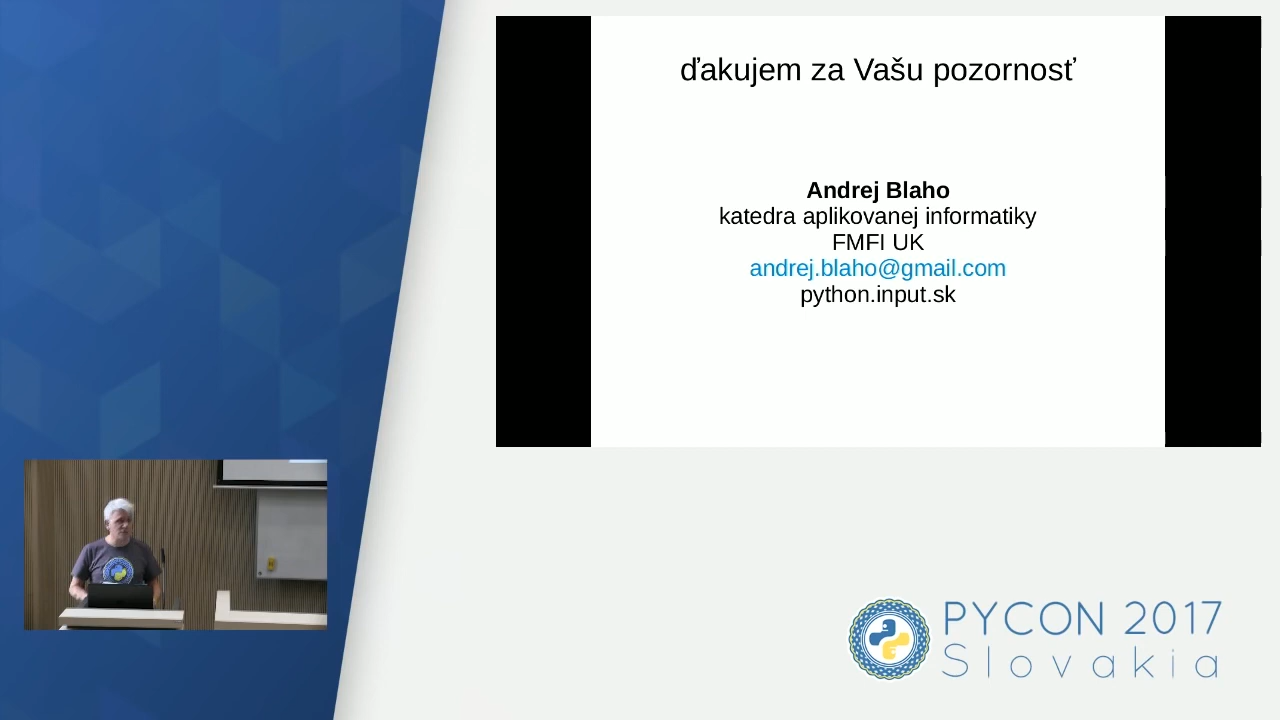 ďakujem za Vašu pozornosť
Andrej Blaho
katedra aplikovanej informatiky
FMFI UK
andrej.blaho@gmail.com
python.input.sk
PYCON 2017
Slovakia